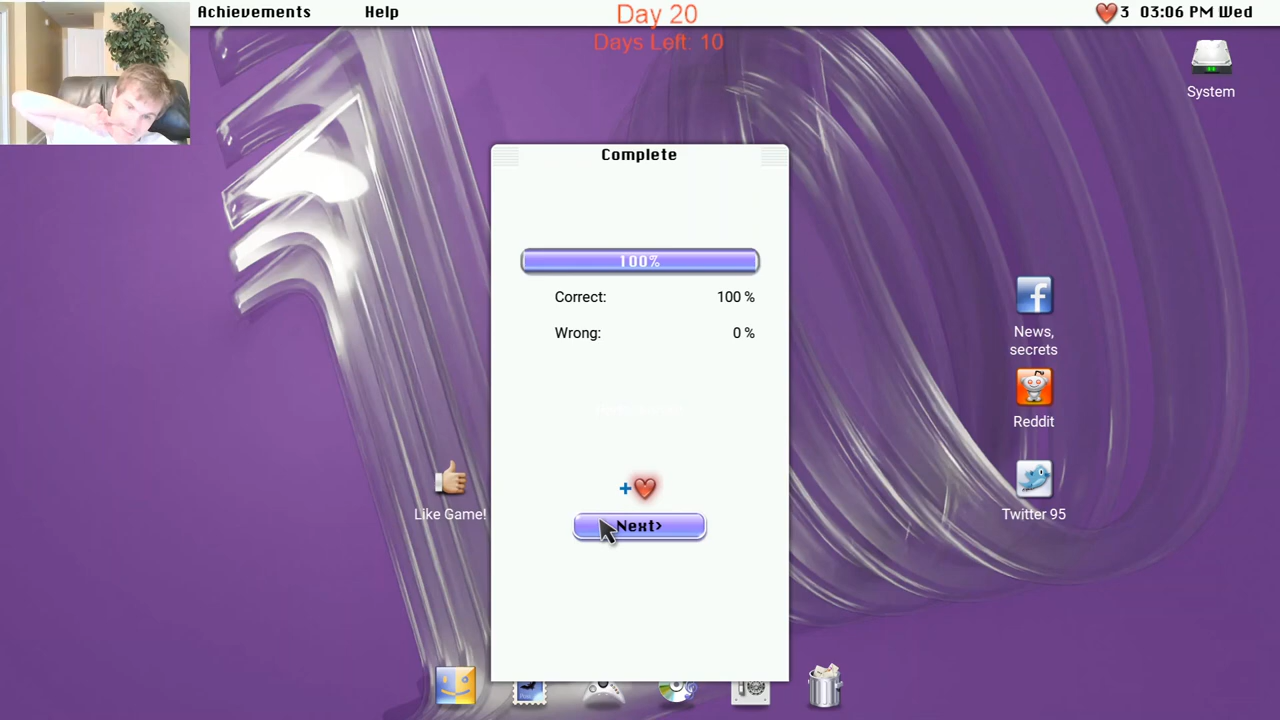 Achievements Help
Day 20
3 03:06 PM Wed
Days Left: 10
System
Complete
100%
Correct: 100 %
Wrong: 0 %
+
Next>
Like Game!
News,
secrets
Reddit
Twitter 95